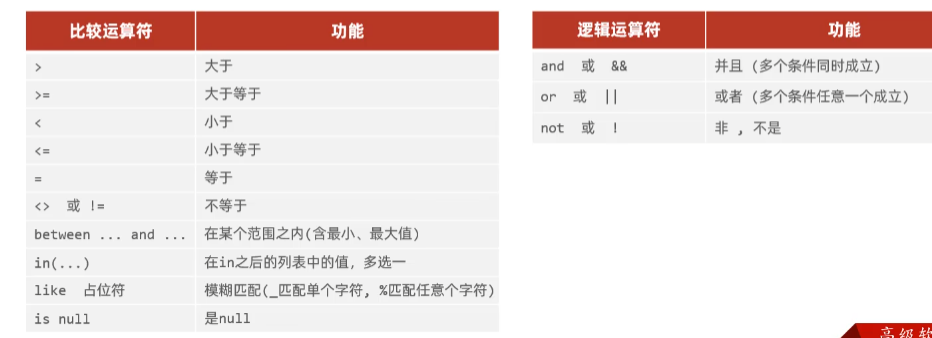 比较运算符 功能
> 大于
>= 大于等于
< 小于
<= 小于等于
= 等于
<> 或 != 不等于
between ... and ... 在某个范围之内(含最小、最大值)
in(...) 在in之后的列表中的值，多选一
like 占位符 模糊匹配(_匹配单个字符, %匹配任意个字符)
is null 是null
逻辑运算符 功能
and 或 && 并且 (多个条件同时成立)
or 或 || 或者 (多个条件任意一个成立)
not 或 ! 非 , 不是
高级软